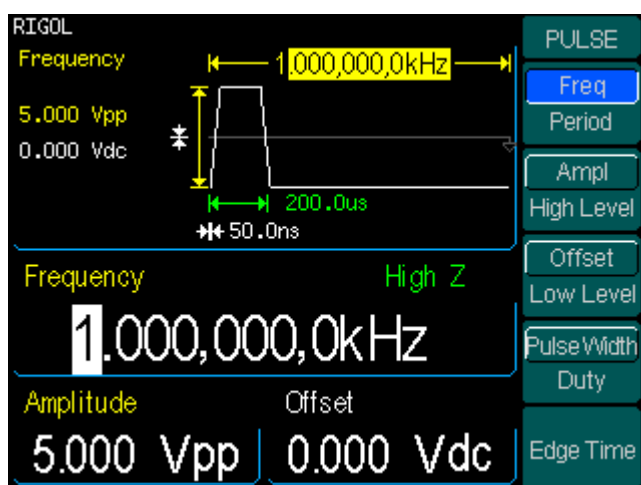 RIGOL
Frequency
1.000,000,0kHz
5.000 Vpp
0.000 Vdc
200.0us
50.0ns
Frequency
High Z
1.000,000,0kHz
Amplitude
Offset
5.000 Vpp
0.000 Vdc
PULSE
Freq
Period
Ampl
High Level
Offset
Low Level
PulseWidth
Duty
Edge Time